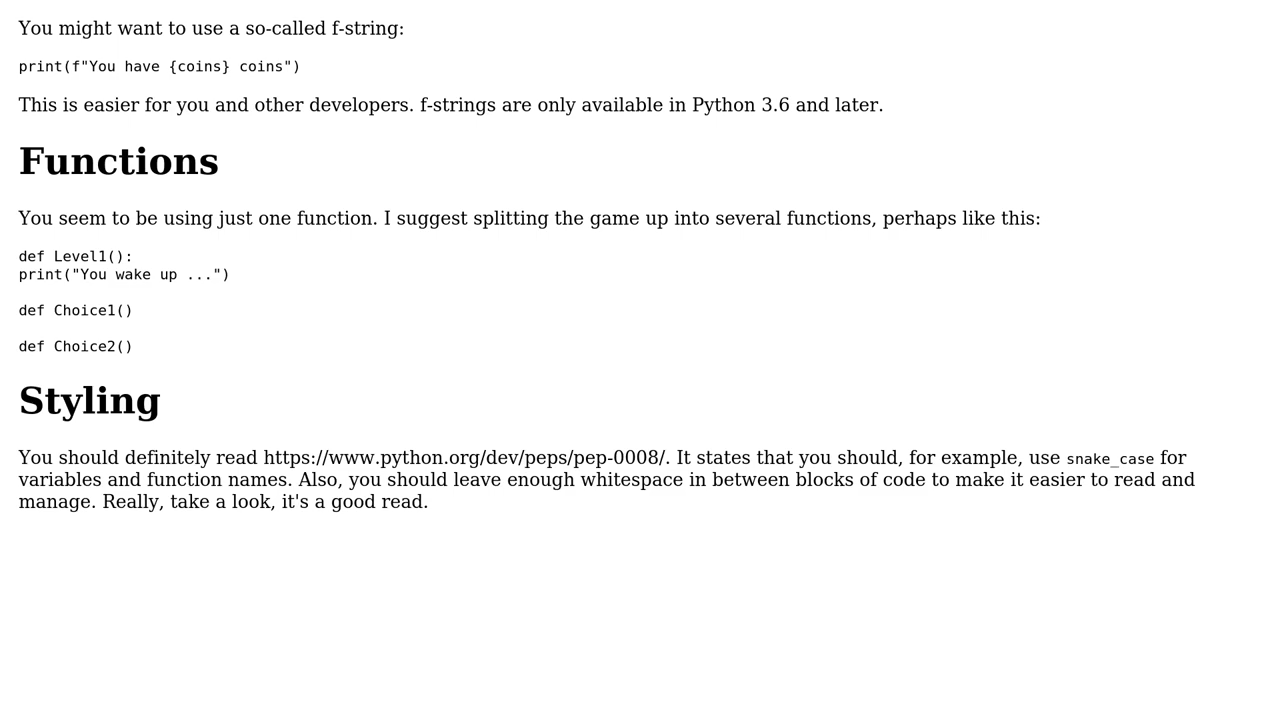 You might want to use a so-called f-string:
print(f"You have {coins} coins")
This is easier for you and other developers. f-strings are only available in Python 3.6 and later.
Functions
You seem to be using just one function. I suggest splitting the game up into several functions, perhaps like this:
def Level1():
print("You wake up ...")
def Choice1()
def Choice2()
Styling
You should definitely read https://www.python.org/dev/peps/pep-0008/. It states that you should, for example, use snake_case for
variables and function names. Also, you should leave enough whitespace in between blocks of code to make it easier to read and
manage. Really, take a look, it's a good read.